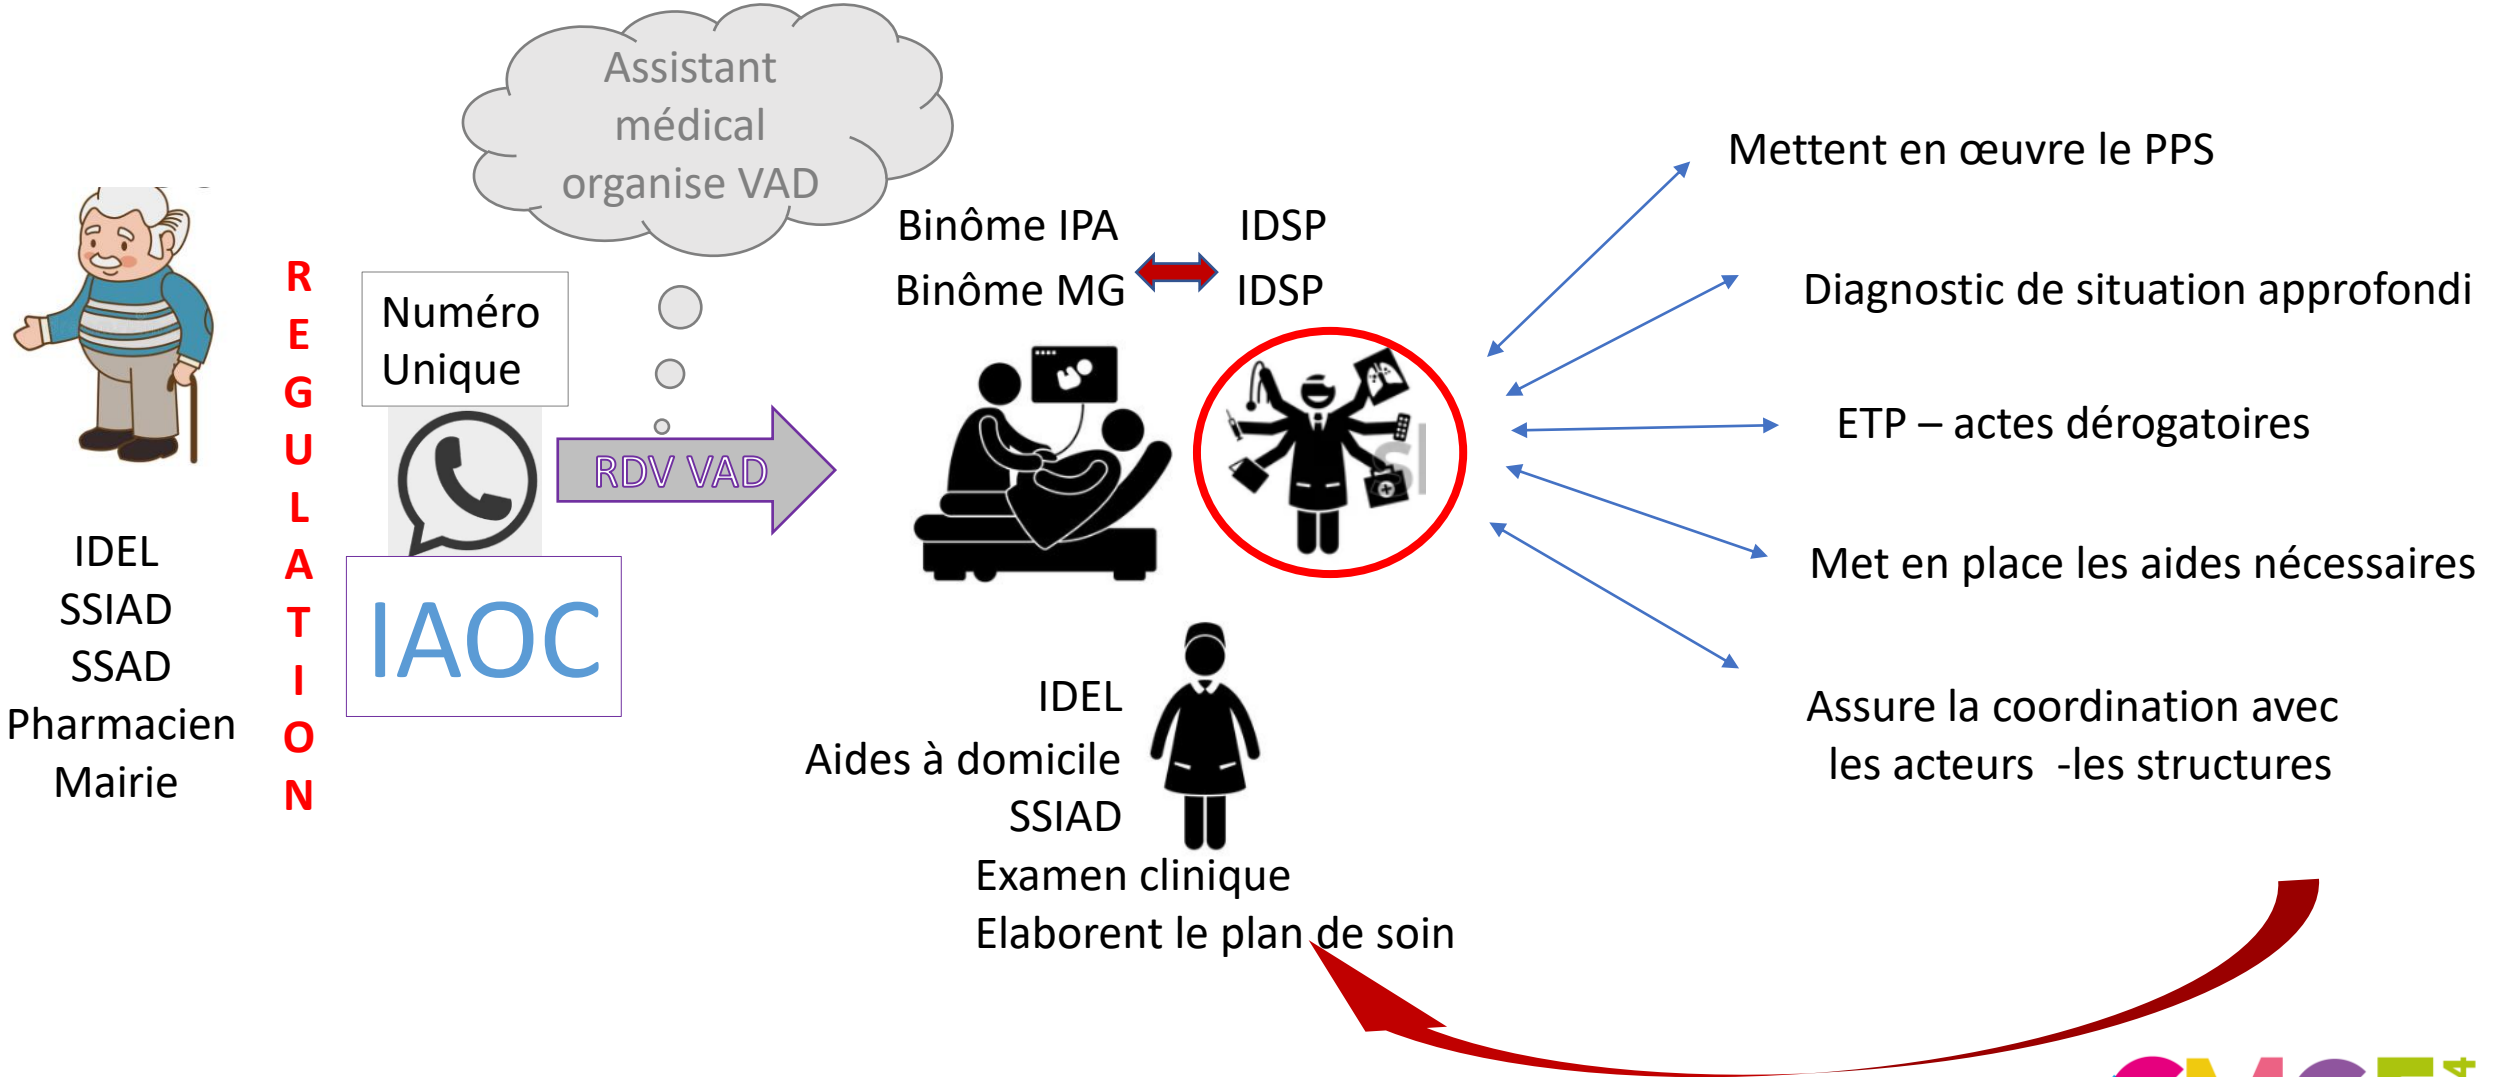 Assistant
médical
organise VAD
IDEL
SSIAD
SSAD
Pharmacien
Mairie
REGULATION
Numéro
Unique
IAOC
RDV VAD
Binôme IPA IDSP
Binôme MG IDSP
IDEL
Aides à domicile
SSIAD
Examen clinique
Elaborent le plan de soin
Mettent en œuvre le PPS
Diagnostic de situation approfondi
ETP – actes dérogatoires
Met en place les aides nécessaires
Assure la coordination avec
les acteurs -les structures